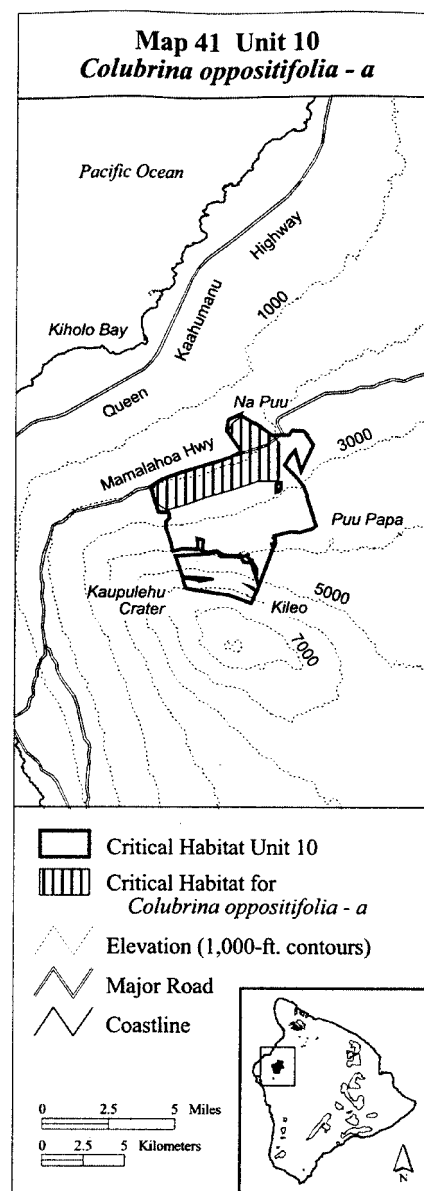 Map 41 Unit 10
Colubrina oppositifolia - a
Pacific Ocean
Highway
Kaahumanu
1000
Kiholo Bay
Queen
Na Puu
Mamalahoa Hwy
3000
Puu Papa
Kaupulehu
Crater
5000
Kileo
7000
Critical Habitat Unit 10
Critical Habitat for
Colubrina oppositifolia - a
Elevation (1,000-ft. contours)
Major Road
Coastline
0 2.5 5 Miles
0 2.5 5 Kilometers
N